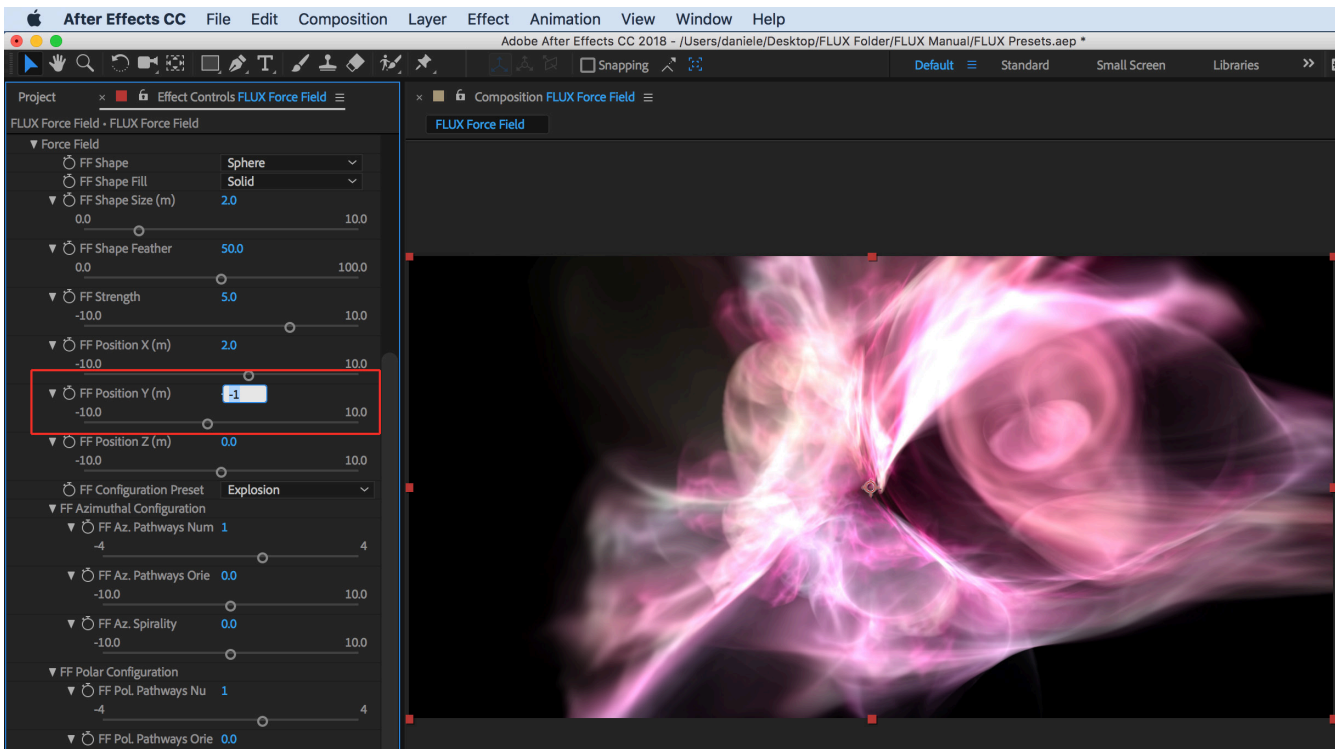 After Effects CC File Edit Composition Layer Effect Animation View Window Help
Adobe After Effects CC 2018 - /Users/daniele/Desktop/FLUX Folder/FLUX Manual/FLUX Presets.aep *
Snapping Default Standard Small Screen Libraries
Project Effect Controls FLUX Force Field Composition FLUX Force Field
FLUX Force Field • FLUX Force Field
FLUX Force Field
Force Field
FF Shape Sphere
FF Shape Fill Solid
FF Shape Size (m) 2.0
0.0 10.0
FF Shape Feather 50.0
0.0 100.0
FF Strength 5.0
-10.0 10.0
FF Position X (m) 2.0
-10.0 10.0
FF Position Y (m) -1
-10.0 10.0
FF Position Z (m) 0.0
-10.0 10.0
FF Configuration Preset Explosion
FF Azimuthal Configuration
FF Az. Pathways Num 1
-4 4
FF Az. Pathways Orie 0.0
-10.0 10.0
FF Az. Spirality 0.0
-10.0 10.0
FF Polar Configuration
FF Pol. Pathways Nu 1
-4 4
FF Pol. Pathways Orie 0.0